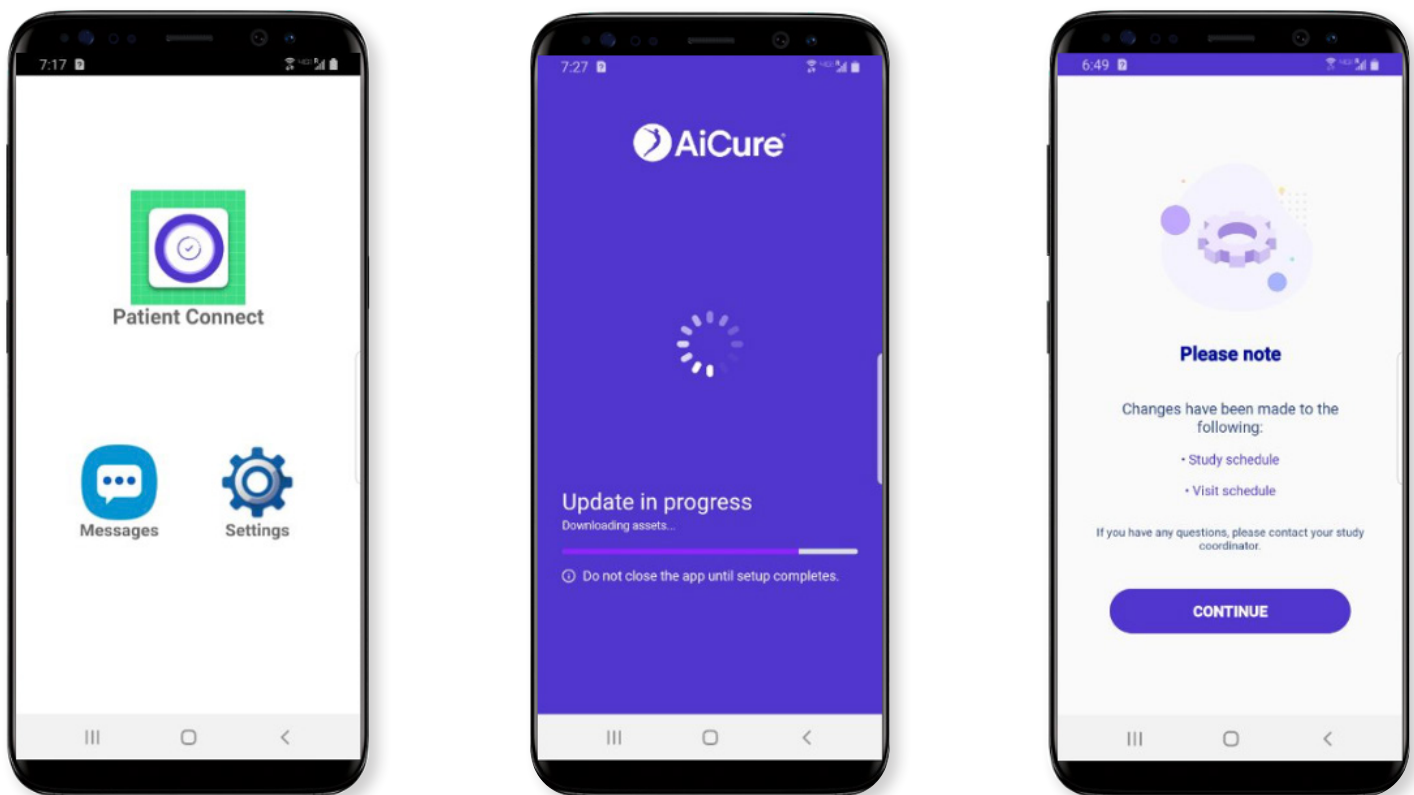 7:17
Patient Connect
Messages
Settings
7:27
AiCure
Update in progress
Downloading assets...
Do not close the app until setup completes.
6:49
Please note
Changes have been made to the
following:
• Study schedule
• Visit schedule
If you have any questions, please contact your study
coordinator.
CONTINUE